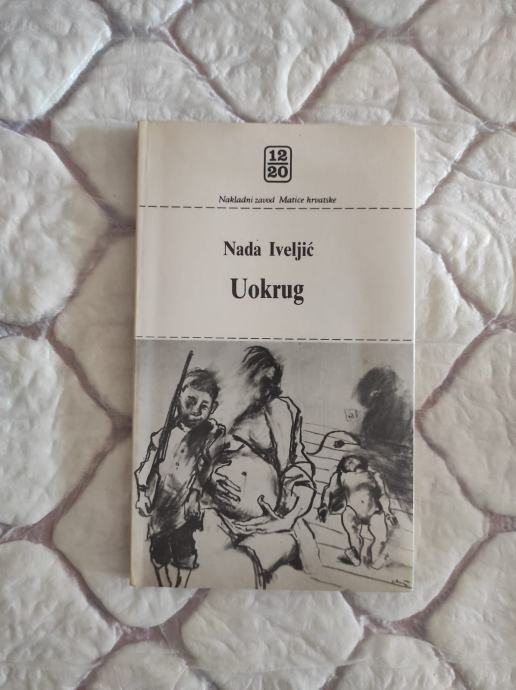 12
20
Nakladni zavod Matice hrvatske
Nada Iveljić
Uokrug